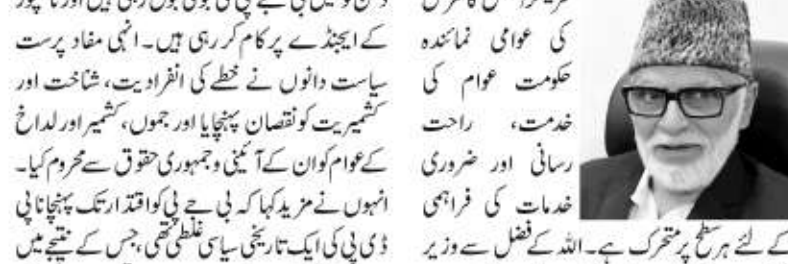 کی عوامی نمائندہ
حکومت عوام کی
خدمت، راحت
رسانی اور ضروری
خدمات کی فراہمی
کے لئے ہر سطح پر متحرک ہے۔ اللہ کے فضل سے وزیر
کے ایجنڈے پر کام کر رہی ہیں۔ انہی مفاد پرست
سیاست دانوں نے خطے کی انفرادیت، شناخت اور
کشمیریت کو نقصان پہنچایا اور جموں، کشمیر اور لداخ
کے عوام کو ان کے آئینی و جمہوری حقوق سے محروم کیا۔
انہوں نے مزید کہا کہ بی جے پی کو اقتدار تک پہنچانا پی
ڈی پی کی ایک تاریخی سیاسی غلطی تھی، جس کے نتیجے میں